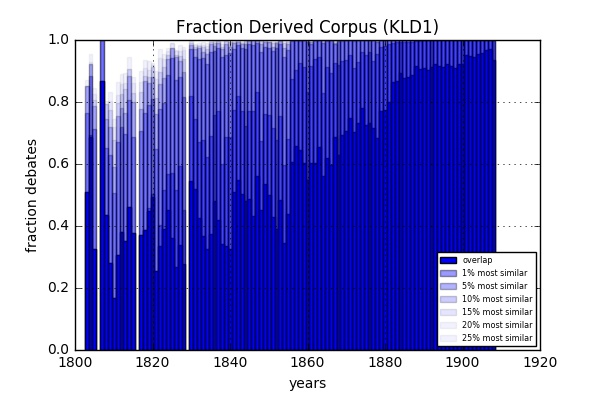 Fraction Derived Corpus (KLD1)
fraction debates
1.0
0.8
0.6
0.4
0.2
0.0
overlap
1% most similar
5% most similar
10% most similar
15% most similar
20% most similar
25% most similar
1800 1820 1840 1860 1880 1900 1920
years